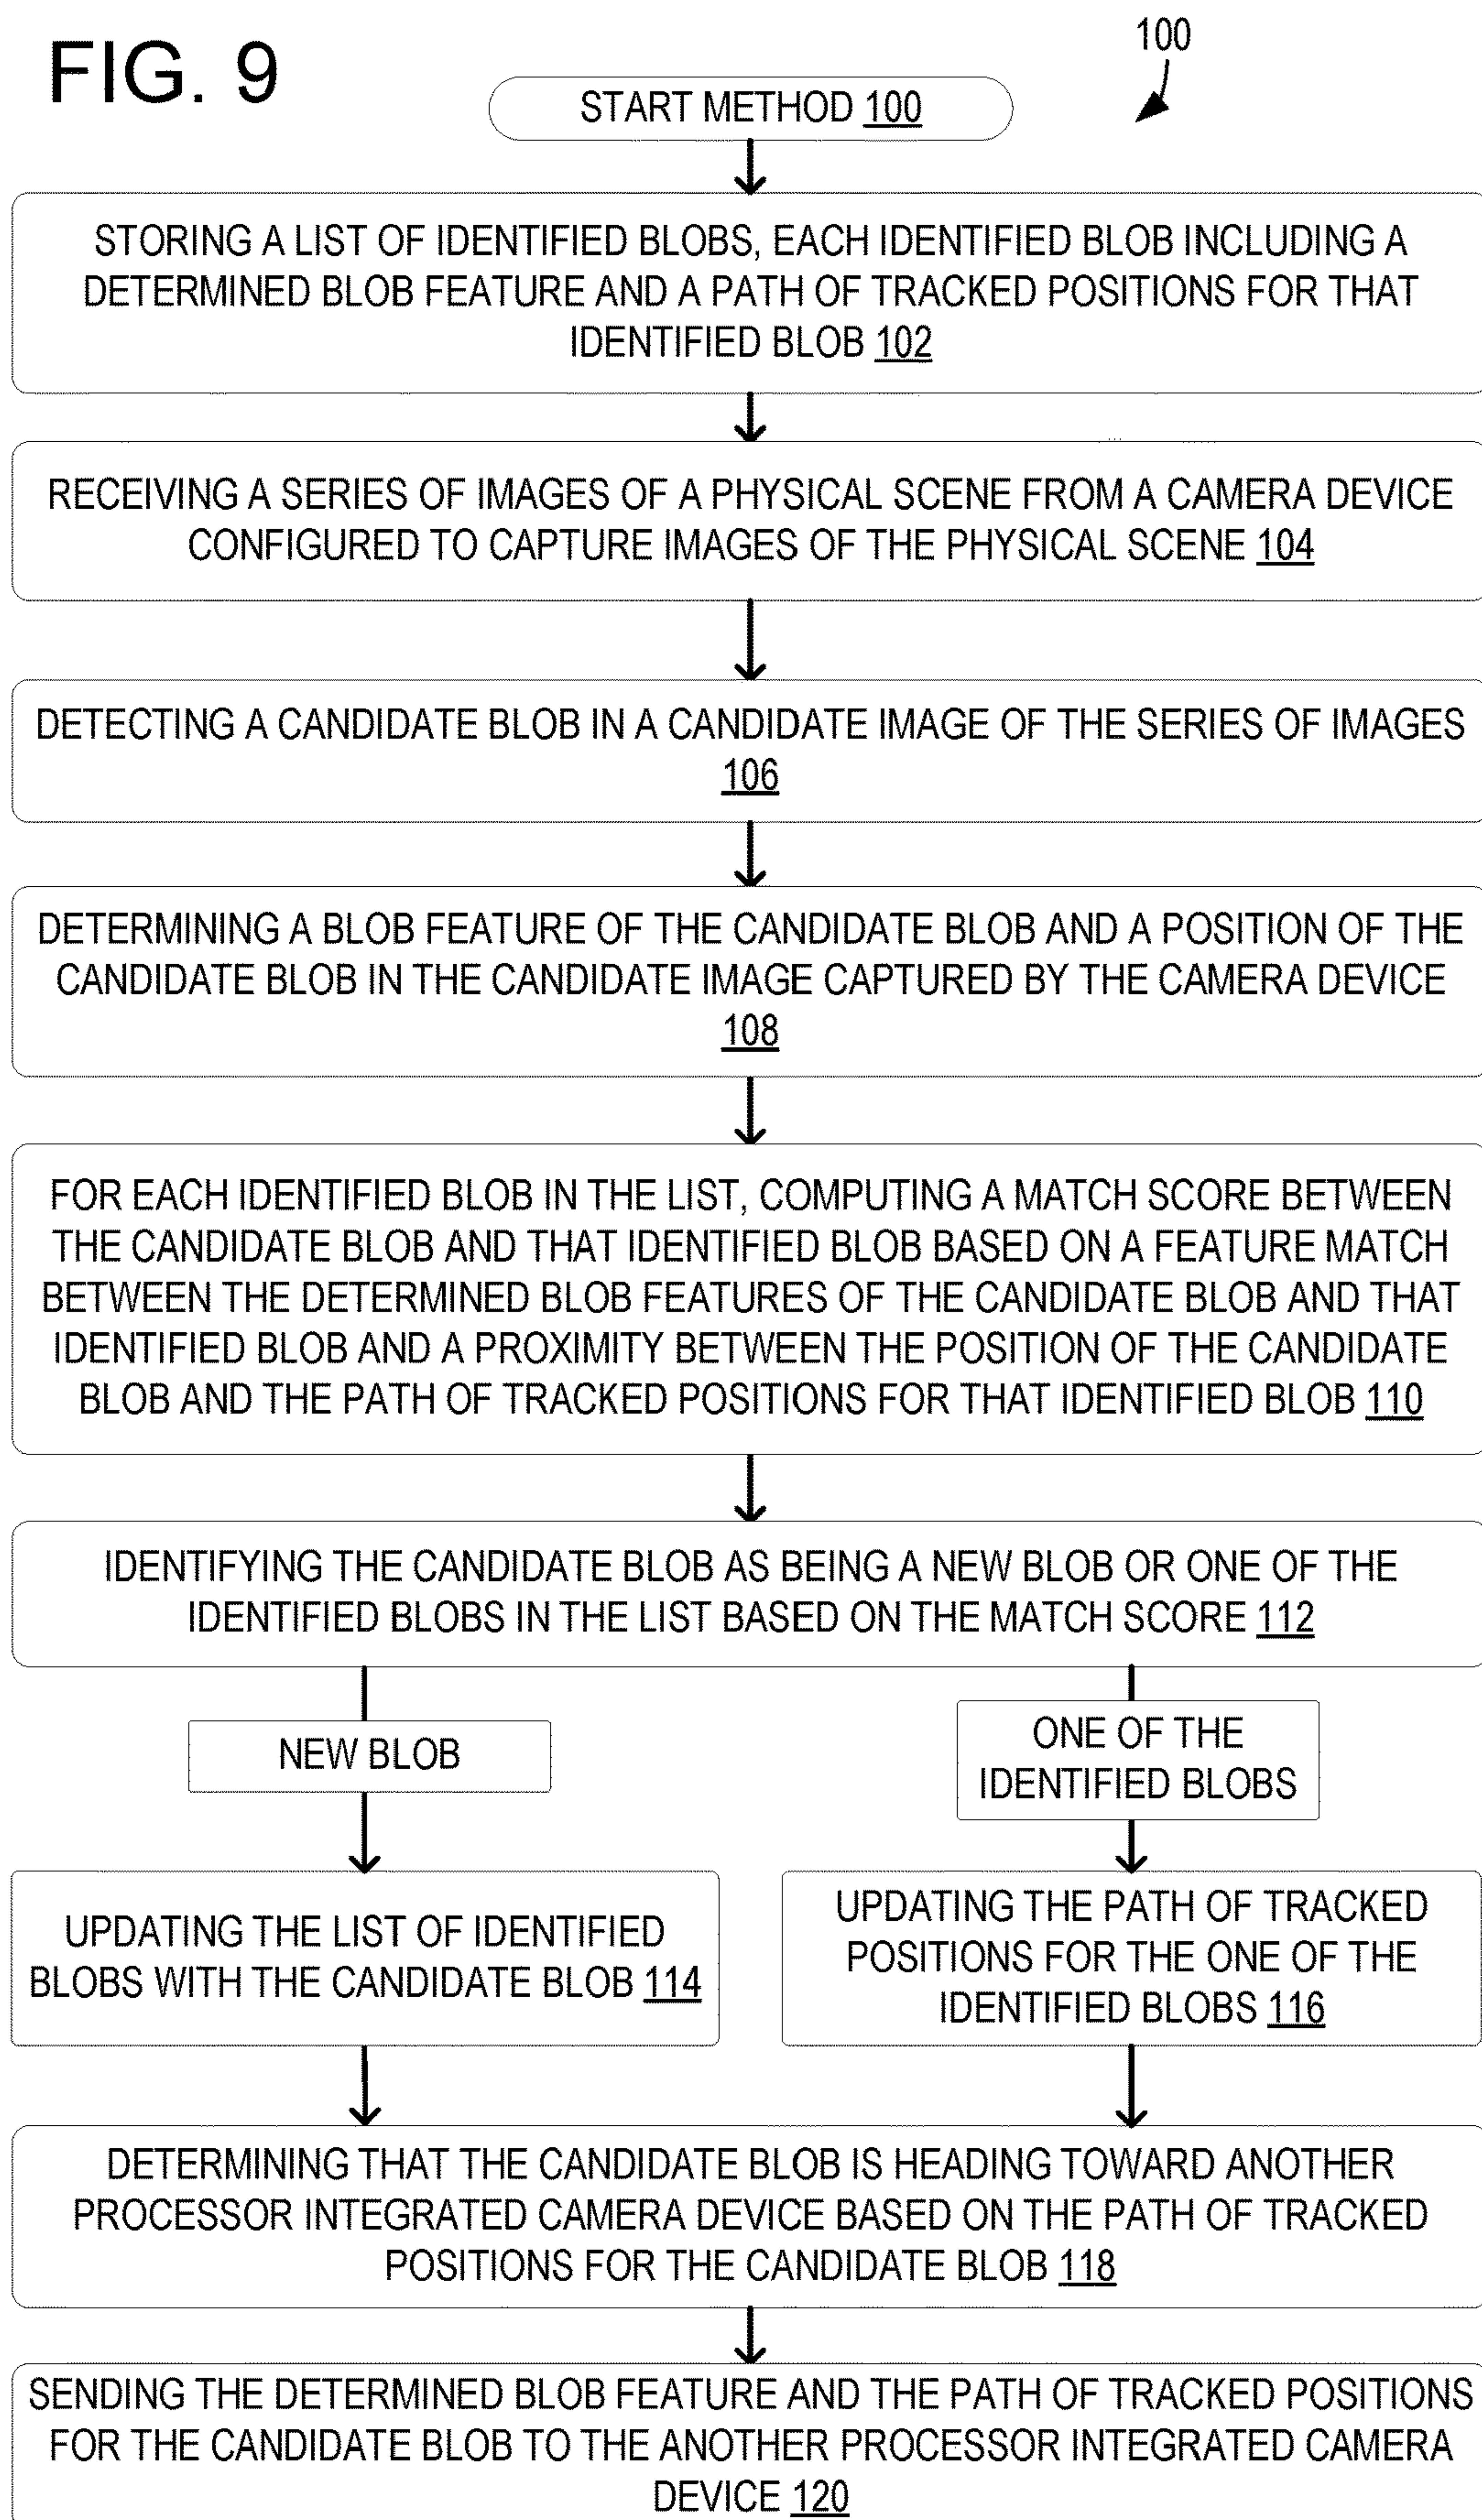 FIG. 9
100
START METHOD 100
STORING A LIST OF IDENTIFIED BLOBS, EACH IDENTIFIED BLOB INCLUDING A
DETERMINED BLOB FEATURE AND A PATH OF TRACKED POSITIONS FOR THAT
IDENTIFIED BLOB 102
RECEIVING A SERIES OF IMAGES OF A PHYSICAL SCENE FROM A CAMERA DEVICE
CONFIGURED TO CAPTURE IMAGES OF THE PHYSICAL SCENE 104
DETECTING A CANDIDATE BLOB IN A CANDIDATE IMAGE OF THE SERIES OF IMAGES
106
DETERMINING A BLOB FEATURE OF THE CANDIDATE BLOB AND A POSITION OF THE
CANDIDATE BLOB IN THE CANDIDATE IMAGE CAPTURED BY THE CAMERA DEVICE
108
FOR EACH IDENTIFIED BLOB IN THE LIST, COMPUTING A MATCH SCORE BETWEEN
THE CANDIDATE BLOB AND THAT IDENTIFIED BLOB BASED ON A FEATURE MATCH
BETWEEN THE DETERMINED BLOB FEATURES OF THE CANDIDATE BLOB AND THAT
IDENTIFIED BLOB AND A PROXIMITY BETWEEN THE POSITION OF THE CANDIDATE
BLOB AND THE PATH OF TRACKED POSITIONS FOR THAT IDENTIFIED BLOB 110
IDENTIFYING THE CANDIDATE BLOB AS BEING A NEW BLOB OR ONE OF THE
IDENTIFIED BLOBS IN THE LIST BASED ON THE MATCH SCORE 112
NEW BLOB
ONE OF THE
IDENTIFIED BLOBS
UPDATING THE LIST OF IDENTIFIED
BLOBS WITH THE CANDIDATE BLOB 114
UPDATING THE PATH OF TRACKED
POSITIONS FOR THE ONE OF THE
IDENTIFIED BLOBS 116
DETERMINING THAT THE CANDIDATE BLOB IS HEADING TOWARD ANOTHER
PROCESSOR INTEGRATED CAMERA DEVICE BASED ON THE PATH OF TRACKED
POSITIONS FOR THE CANDIDATE BLOB 118
SENDING THE DETERMINED BLOB FEATURE AND THE PATH OF TRACKED POSITIONS
FOR THE CANDIDATE BLOB TO THE ANOTHER PROCESSOR INTEGRATED CAMERA
DEVICE 120